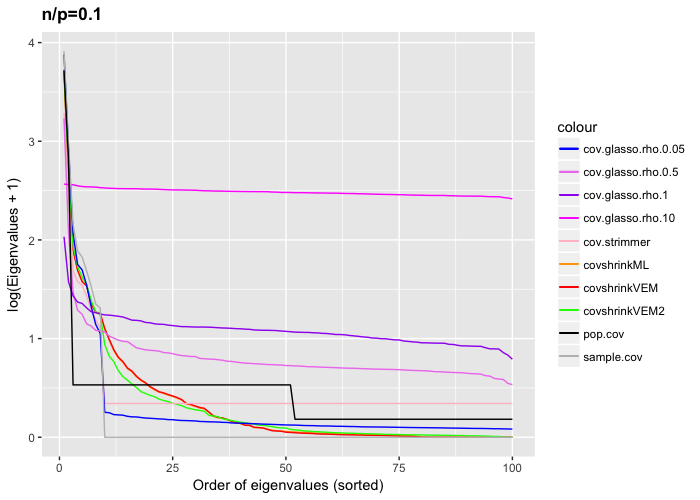 n/p=0.1
log(Eigenvalues + 1)
4
3
2
1
0
0
25
50
75
100
Order of eigenvalues (sorted)
colour
cov.glasso.rho.0.05
cov.glasso.rho.0.5
cov.glasso.rho.1
cov.glasso.rho.10
cov.strimmer
covshrinkML
covshrinkVEM
covshrinkVEM2
pop.cov
sample.cov